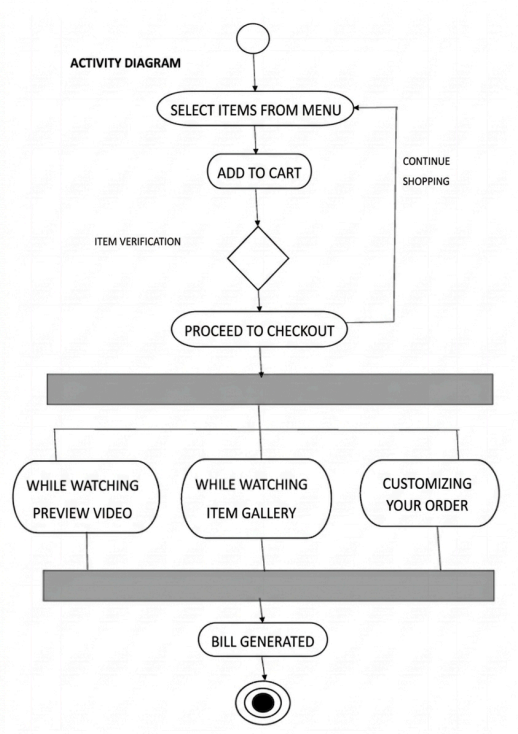 ACTIVITY DIAGRAM
SELECT ITEMS FROM MENU
ADD TO CART
CONTINUE
SHOPPING
ITEM VERIFICATION
PROCEED TO CHECKOUT
WHILE WATCHING
PREVIEW VIDEO
WHILE WATCHING
ITEM GALLERY
CUSTOMIZING
YOUR ORDER
BILL GENERATED